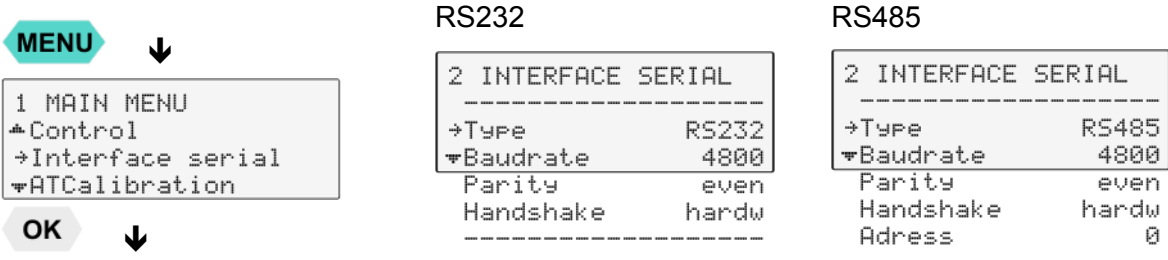 MENU
1 MAIN MENU
Control
Interface serial
ATCalibration
OK
RS232
2 INTERFACE SERIAL
--------------------
→Type RS232
Baudrate 4800
Parity even
Handshake hardw
--------------------
RS485
2 INTERFACE SERIAL
--------------------
→Type RS485
Baudrate 4800
Parity even
Handshake hardw
Adress 0